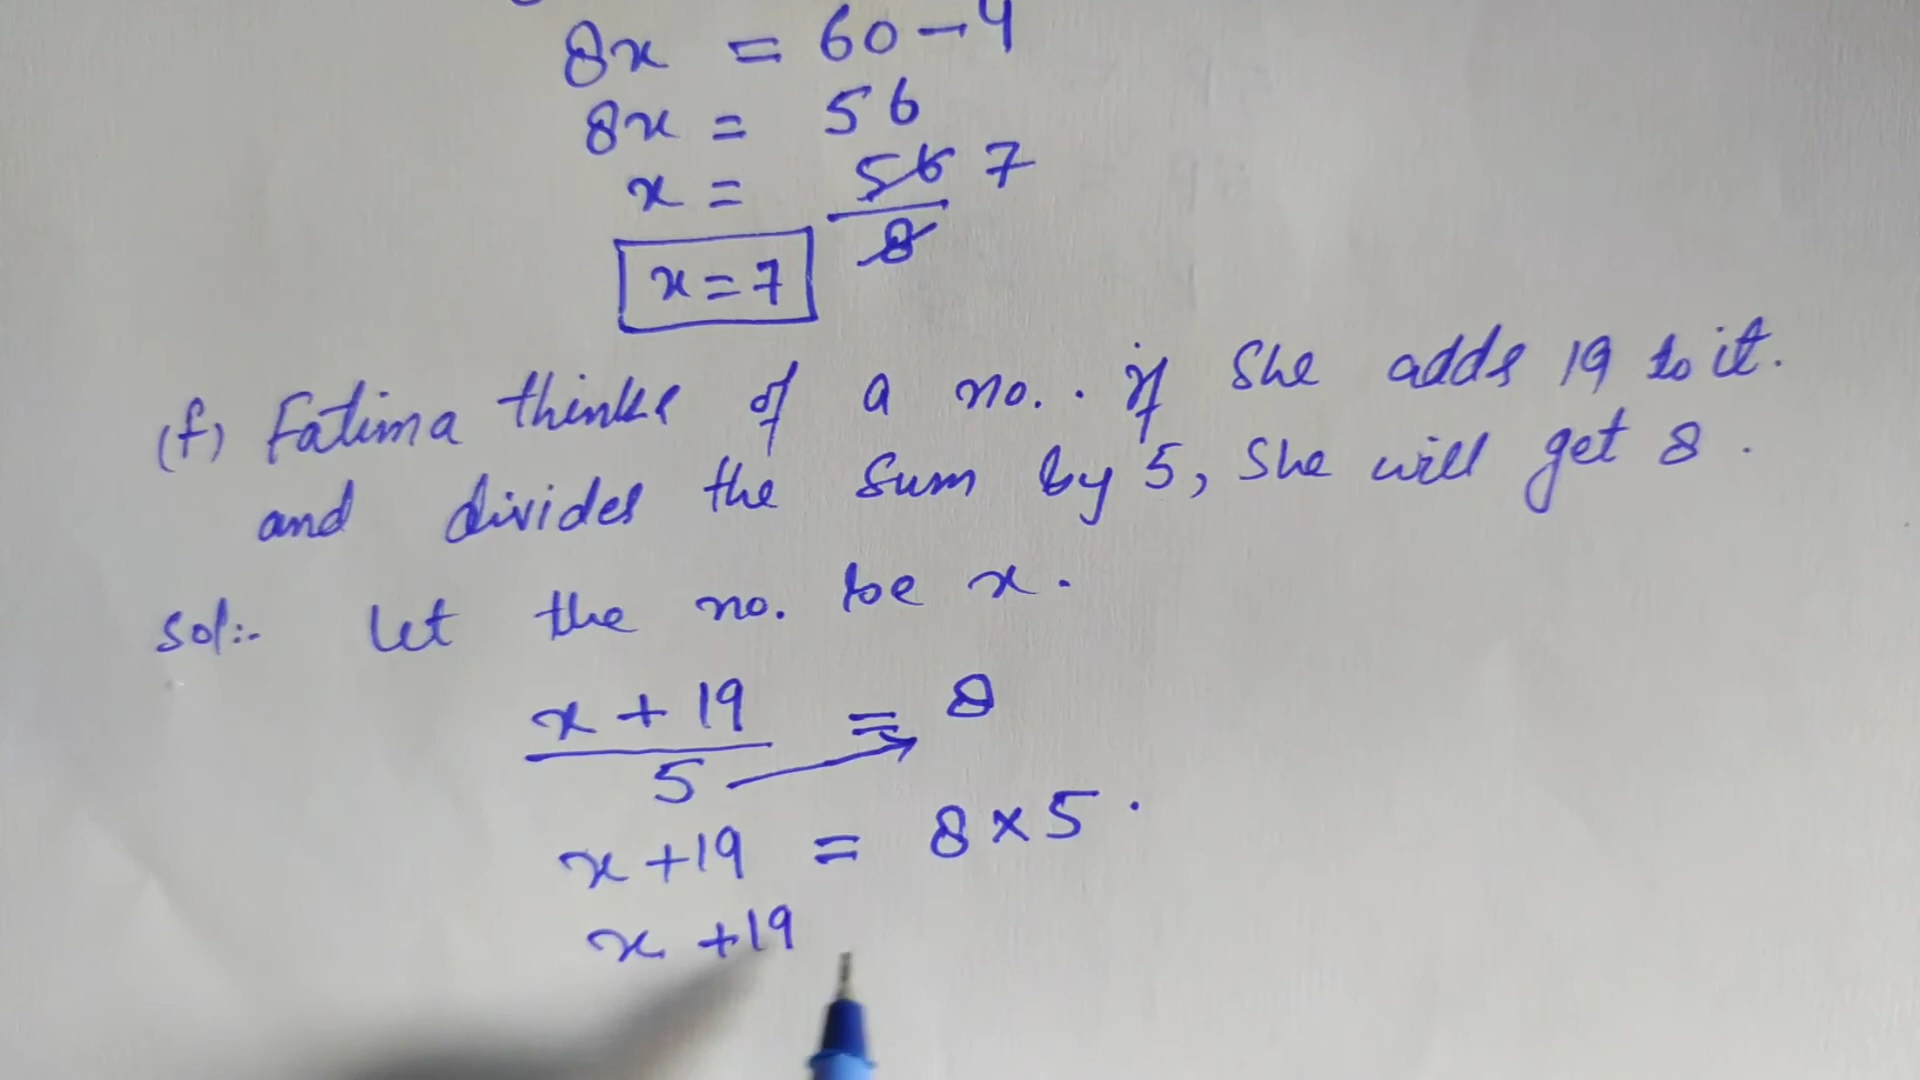 8x = 60-4
8x = 56
x = 56/8 7
x=7
(f) Fatima thinks of a no.. if She adds 19 to it.
and divides the sum by 5, She will get 8.
Sol:- Let the no. be x.
x + 19 / 5 = 8
x +19 = 8×5.
x +19